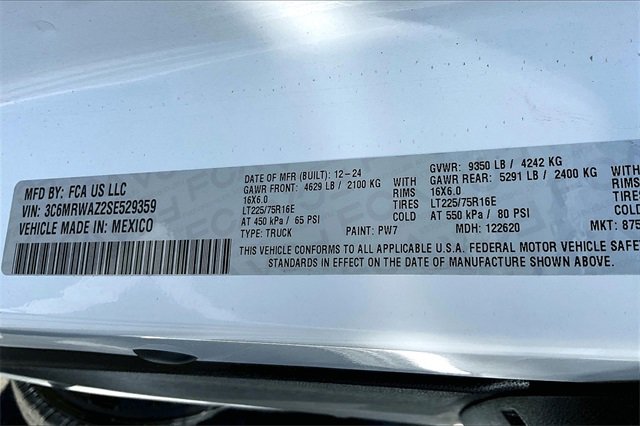 MFD BY: FCA US LLC
VIN: 3C6MRWAZ2SE529359
VEHICLE MADE IN: MEXICO
DATE OF MFR (BUILT): 12-24
GAWR FRONT: 4629 LB / 2100 KG WITH
16X6.0 RIMS
LT225/75R16E TIRES
AT 450 kPa / 65 PSI COLD
TYPE: TRUCK PAINT: PW7
GVWR: 9350 LB / 4242 KG
GAWR REAR: 5291 LB / 2400 KG WITH
16X6.0 RIMS
LT225/75R16E TIRES
AT 550 kPa / 80 PSI COLD
MDH: 122620 MKT: 875
THIS VEHICLE CONFORMS TO ALL APPLICABLE U.S.A. FEDERAL MOTOR VEHICLE SAFE
STANDARDS IN EFFECT ON THE DATE OF MANUFACTURE SHOWN ABOVE.